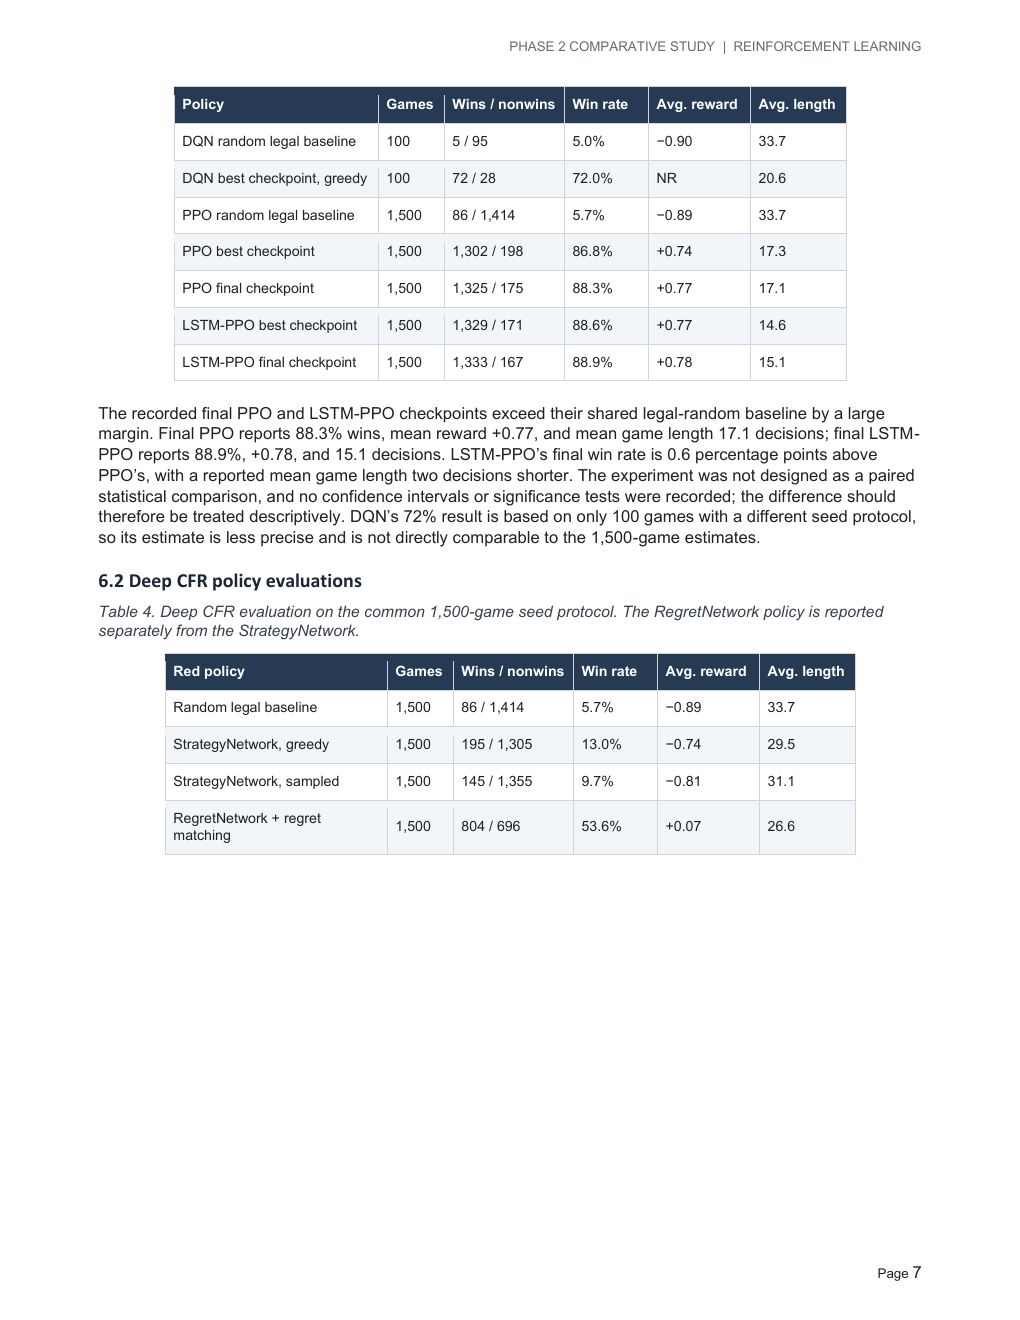 PHASE 2 COMPARATIVE STUDY | REINFORCEMENT LEARNING
Policy Games Wins / nonwins Win rate Avg. reward Avg. length
DQN random legal baseline 100 5 / 95 5.0% −0.90 33.7
DQN best checkpoint, greedy 100 72 / 28 72.0% NR 20.6
PPO random legal baseline 1,500 86 / 1,414 5.7% −0.89 33.7
PPO best checkpoint 1,500 1,302 / 198 86.8% +0.74 17.3
PPO final checkpoint 1,500 1,325 / 175 88.3% +0.77 17.1
LSTM-PPO best checkpoint 1,500 1,329 / 171 88.6% +0.77 14.6
LSTM-PPO final checkpoint 1,500 1,333 / 167 88.9% +0.78 15.1
The recorded final PPO and LSTM-PPO checkpoints exceed their shared legal-random baseline by a large
margin. Final PPO reports 88.3% wins, mean reward +0.77, and mean game length 17.1 decisions; final LSTM-
PPO reports 88.9%, +0.78, and 15.1 decisions. LSTM-PPO’s final win rate is 0.6 percentage points above
PPO’s, with a reported mean game length two decisions shorter. The experiment was not designed as a paired
statistical comparison, and no confidence intervals or significance tests were recorded; the difference should
therefore be treated descriptively. DQN’s 72% result is based on only 100 games with a different seed protocol,
so its estimate is less precise and is not directly comparable to the 1,500-game estimates.
6.2 Deep CFR policy evaluations
Table 4. Deep CFR evaluation on the common 1,500-game seed protocol. The RegretNetwork policy is reported
separately from the StrategyNetwork.
Red policy Games Wins / nonwins Win rate Avg. reward Avg. length
Random legal baseline 1,500 86 / 1,414 5.7% −0.89 33.7
StrategyNetwork, greedy 1,500 195 / 1,305 13.0% −0.74 29.5
StrategyNetwork, sampled 1,500 145 / 1,355 9.7% −0.81 31.1
RegretNetwork + regret
matching 1,500 804 / 696 53.6% +0.07 26.6
Page 7